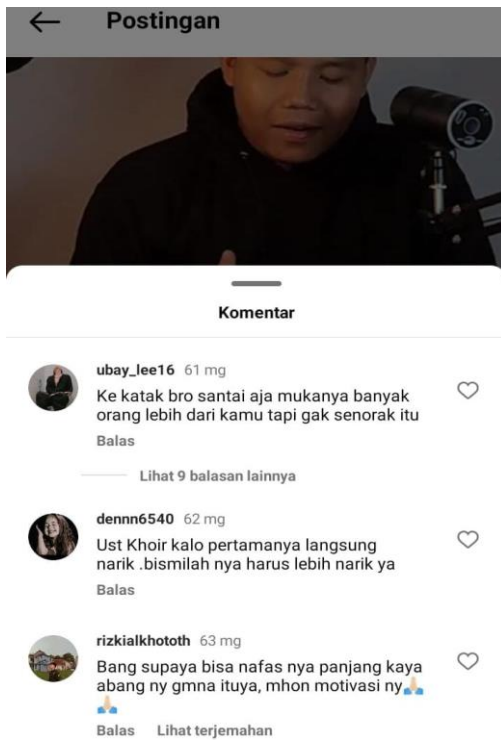 Postingan
Komentar
ubay_lee16 61 mg
Ke katak bro santai aja mukanya banyak
orang lebih dari kamu tapi gak senorak itu
Balas
Lihat 9 balasan lainnya
dennn6540 62 mg
Ust Khoir kalo pertamanya langsung
narik .bismilah nya harus lebih narik ya
Balas
rizkialkhototh 63 mg
Bang supaya bisa nafas nya panjang kaya
abang ny gmna ituya, mhon motivasi ny🙏🏻
🙏🏻
Balas Lihat terjemahan